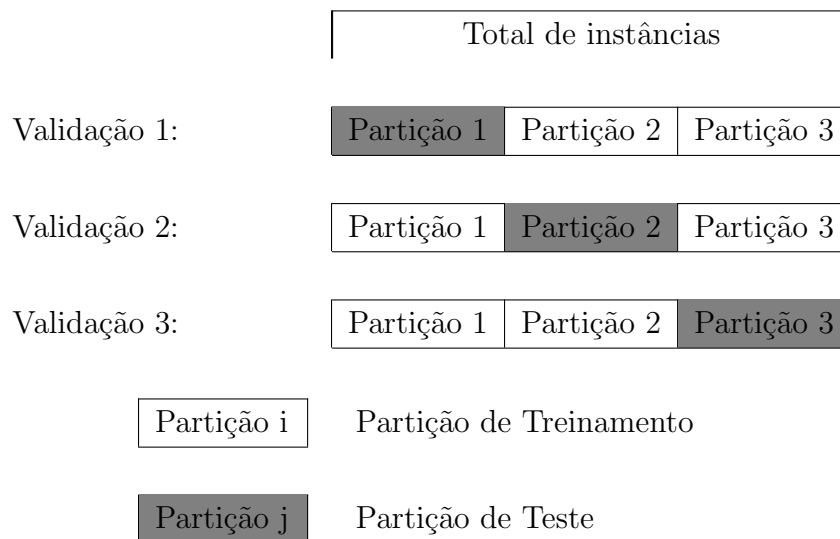 Total de instâncias
Validação 1: Partição 1 Partição 2 Partição 3
Validação 2: Partição 1 Partição 2 Partição 3
Validação 3: Partição 1 Partição 2 Partição 3
Partição i Partição de Treinamento
Partição j Partição de Teste